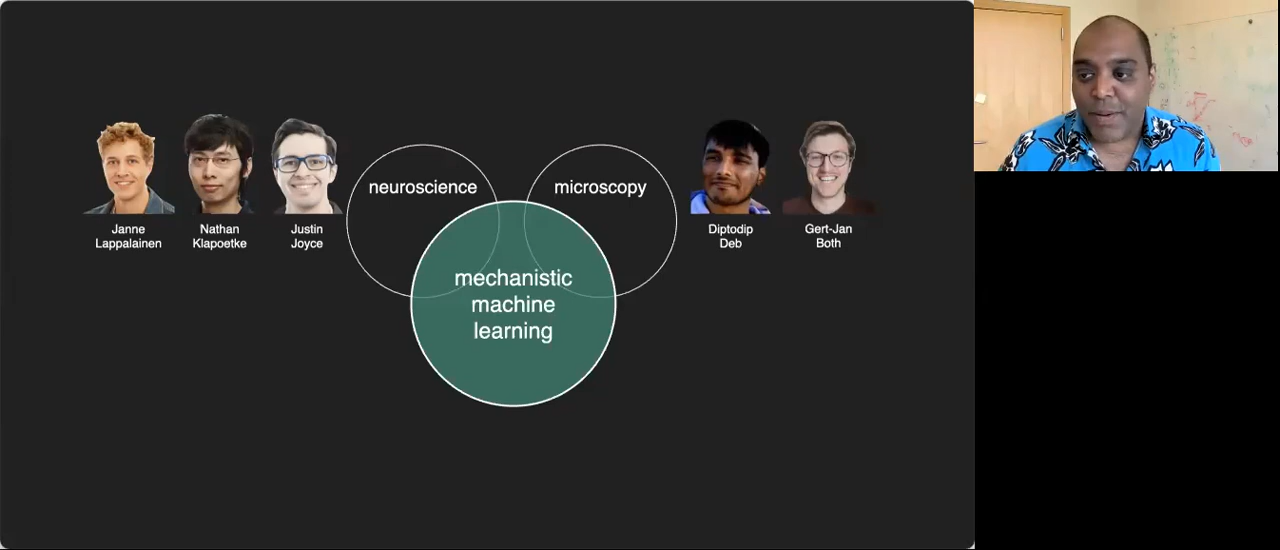 neuroscience
microscopy
Janne
Lappalainen
Nathan
Klapoetke
Justin
Joyce
Diptodip
Deb
Gert-Jan
Both
mechanistic
machine
learning